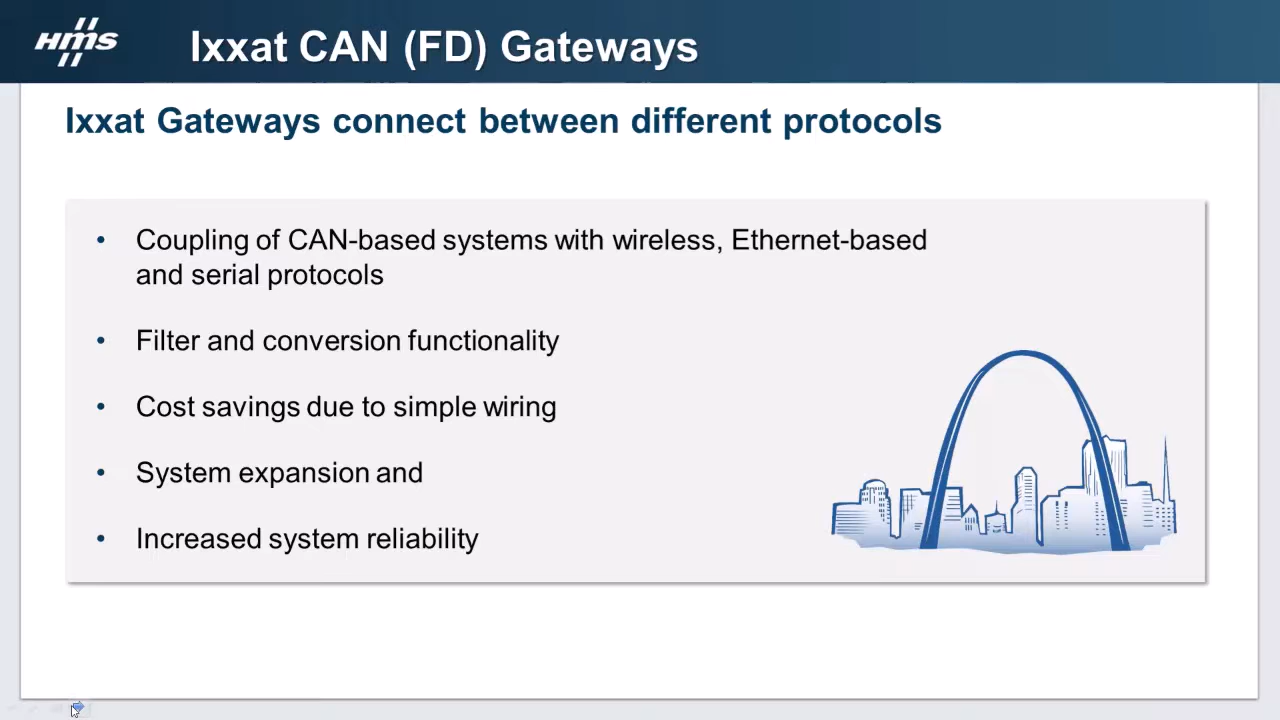 HMS
Ixxat CAN (FD) Gateways
Ixxat Gateways connect between different protocols
• Coupling of CAN-based systems with wireless, Ethernet-based
and serial protocols
• Filter and conversion functionality
• Cost savings due to simple wiring
• System expansion and
• Increased system reliability